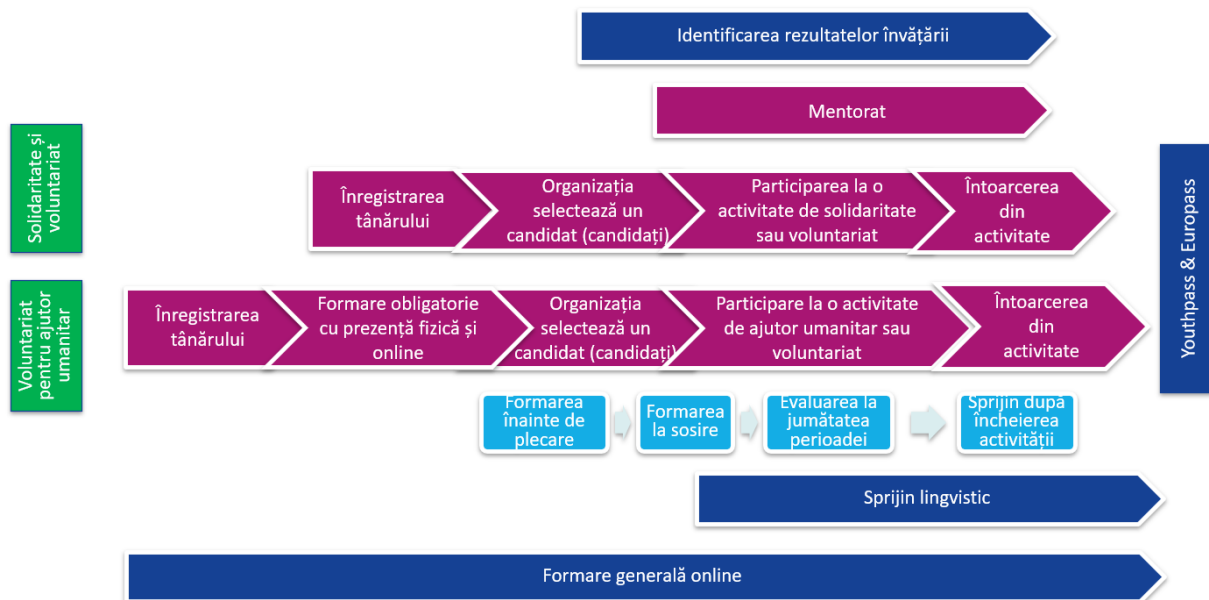 Identificarea rezultatelor învățării
Mentorat
Solidaritate și
voluntariat
Înregistrarea
tânărului
Organizația
selectează un
candidat (candidați)
Participarea la o
activitate de solidaritate
sau voluntariat
Întoarcerea
din
activitate
Voluntariat
pentru ajutor
umanitar
Înregistrarea
tânărului
Formare obligatorie
cu prezență fizică și
online
Organizația
selectează un
candidat (candidați)
Participare la o activitate
de ajutor umanitar sau
voluntariat
Întoarcerea
din
activitate
Youthpass & Europass
Formarea
înainte de
plecare
Formarea
la sosire
Evaluarea la
jumătatea
perioadei
Sprijin după
încheierea
activității
Sprijin lingvistic
Formare generală online